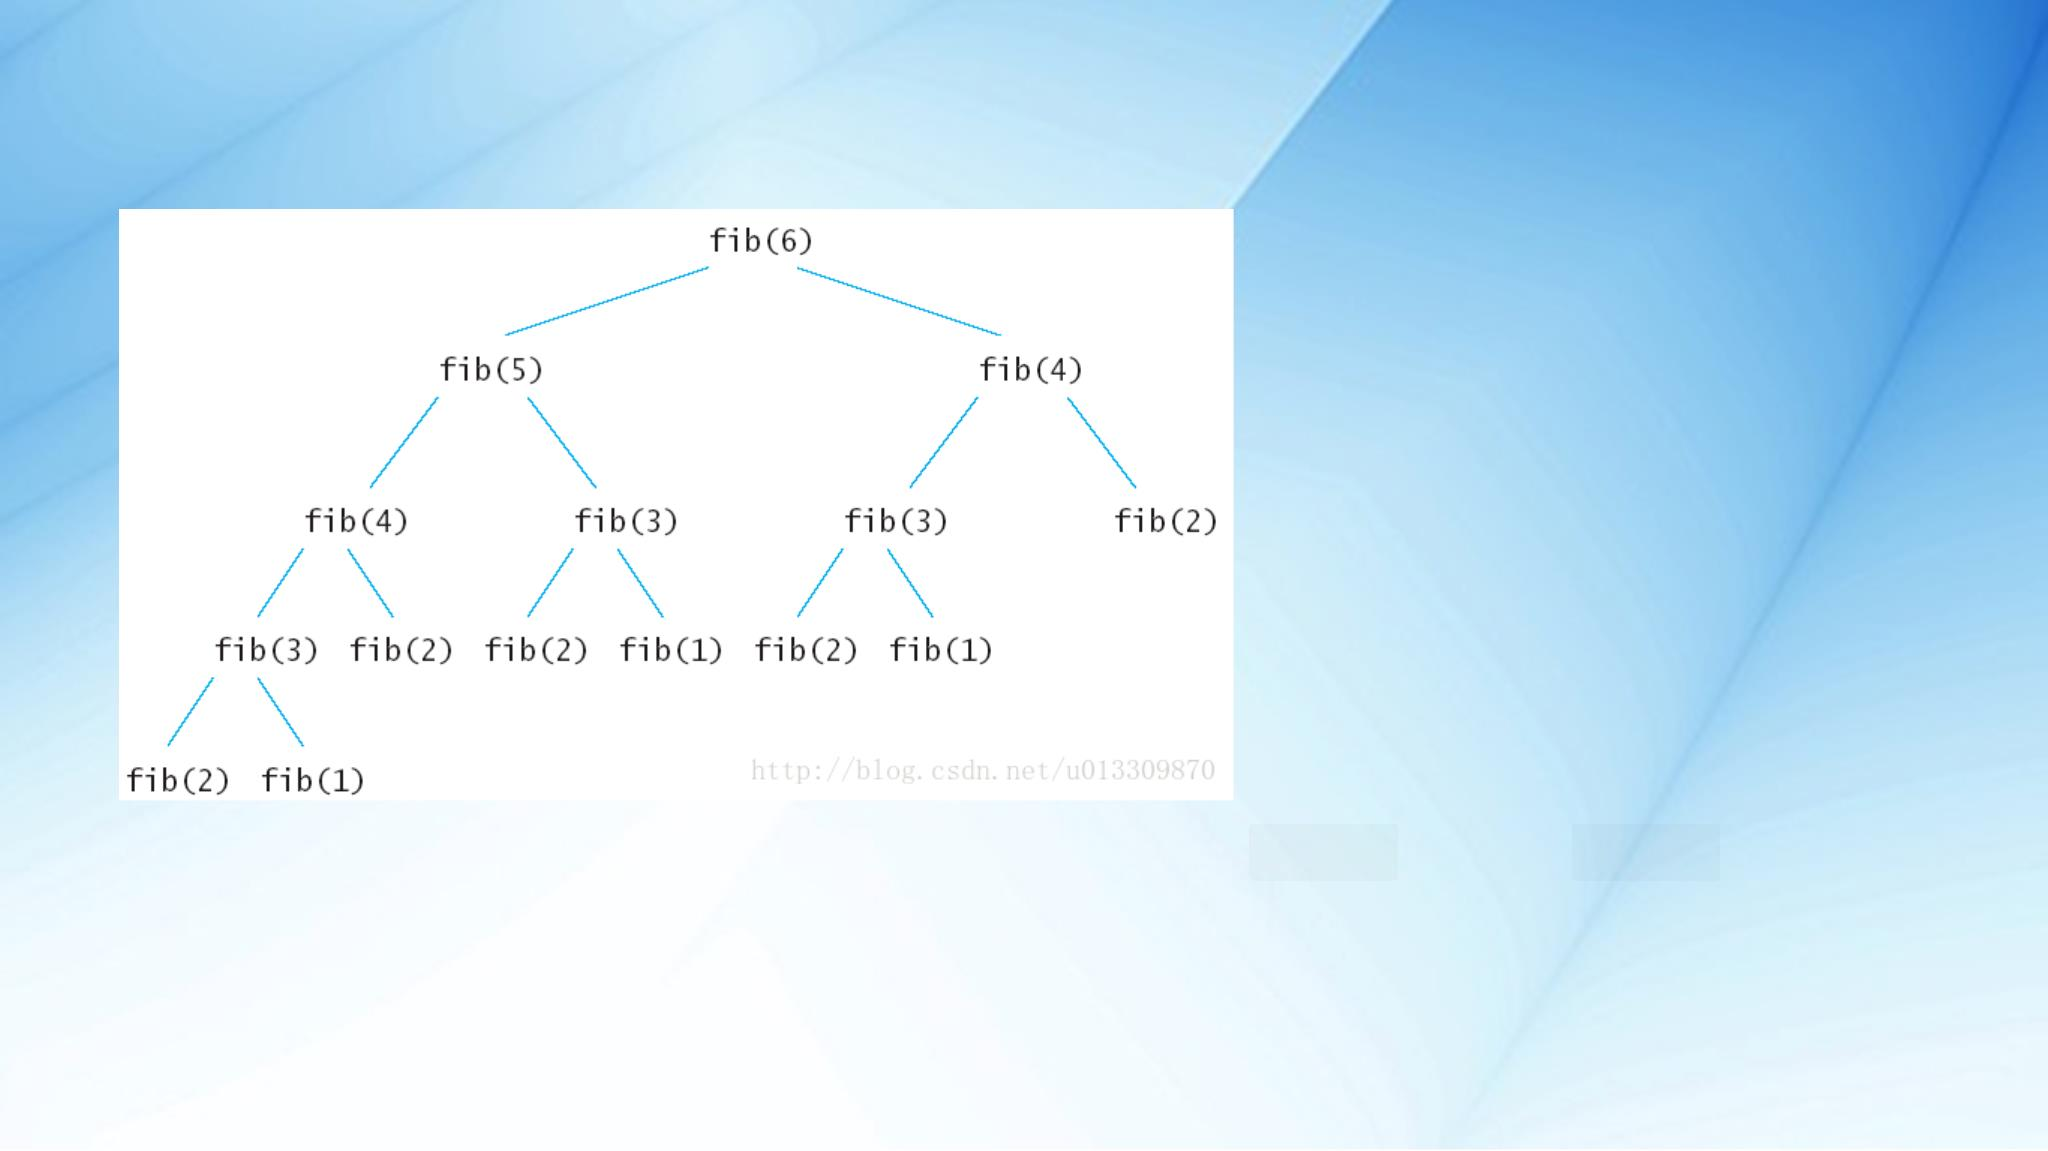 fib(6)
fib(5) fib(4)
fib(4) fib(3) fib(3) fib(2)
fib(3) fib(2) fib(2) fib(1) fib(2) fib(1)
fib(2) fib(1)
http://blog.csdn.net/u013309870